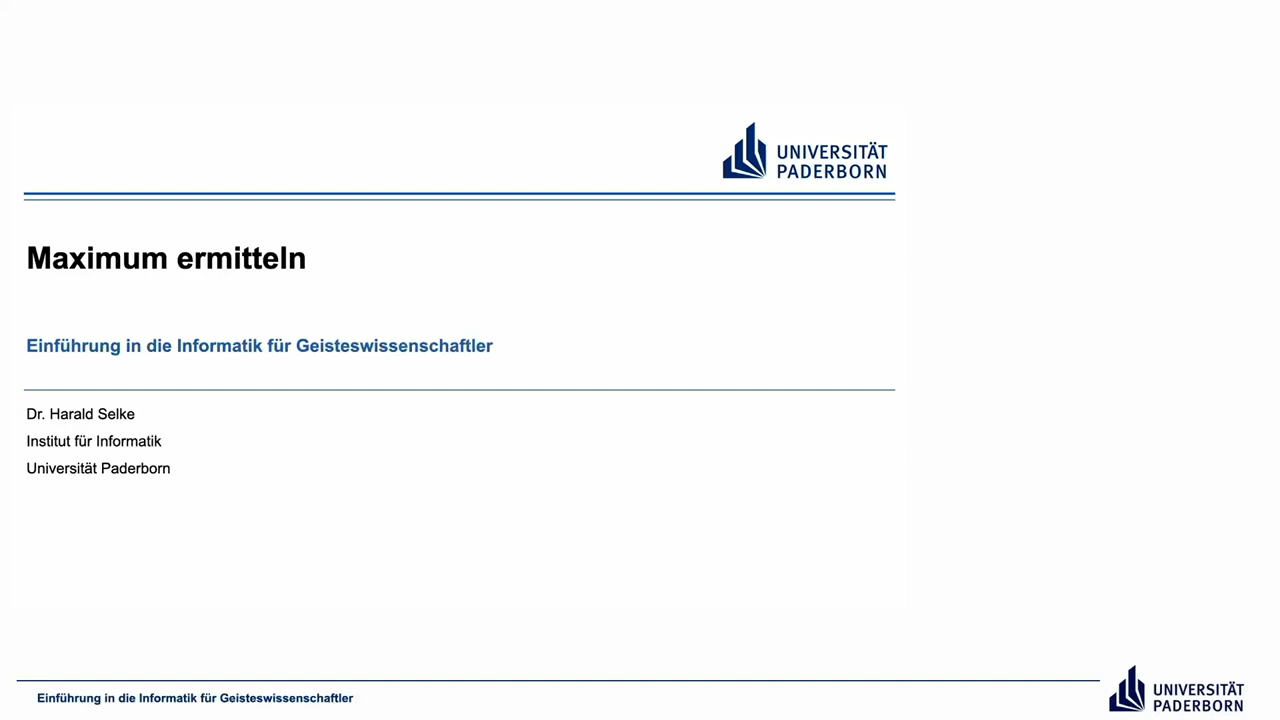 UNIVERSITÄT
PADERBORN
Maximum ermitteln
Einführung in die Informatik für Geisteswissenschaftler
Dr. Harald Selke
Institut für Informatik
Universität Paderborn
Einführung in die Informatik für Geisteswissenschaftler
UNIVERSITÄT
PADERBORN